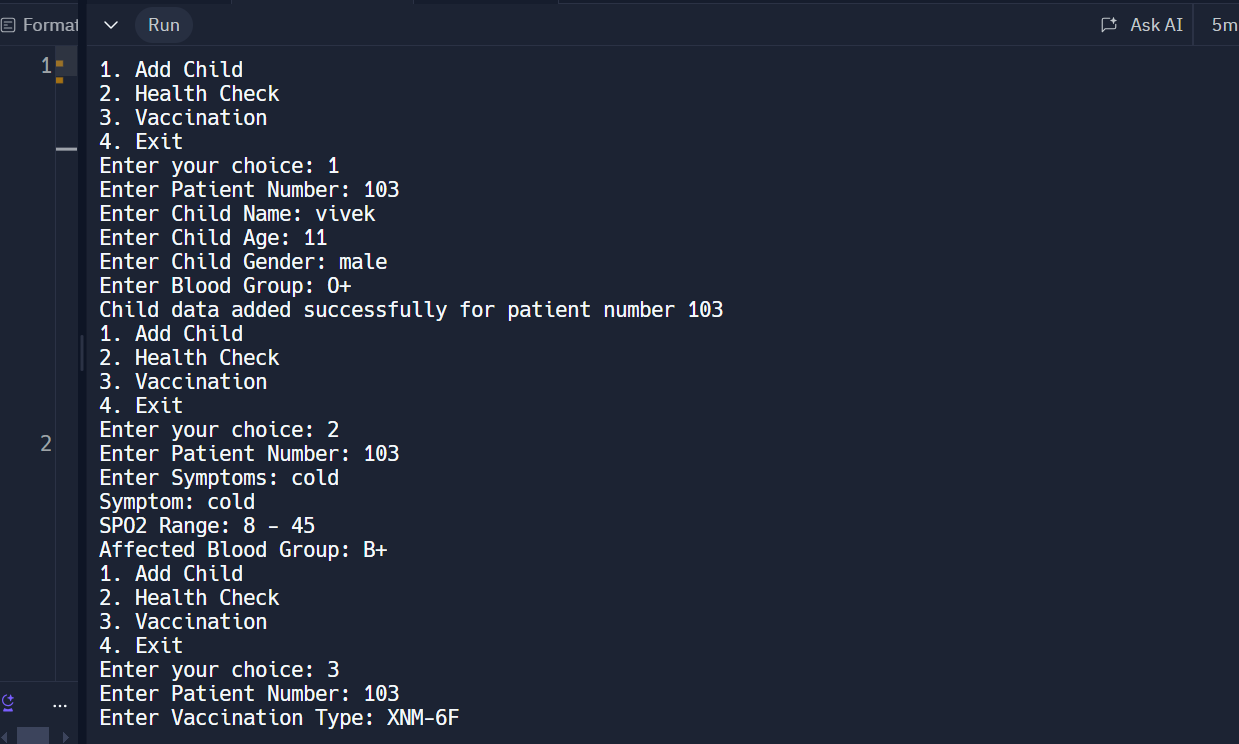 Format
Run
Ask AI
5m
1
2
1. Add Child
2. Health Check
3. Vaccination
4. Exit
Enter your choice: 1
Enter Patient Number: 103
Enter Child Name: vivek
Enter Child Age: 11
Enter Child Gender: male
Enter Blood Group: O+
Child data added successfully for patient number 103
1. Add Child
2. Health Check
3. Vaccination
4. Exit
Enter your choice: 2
Enter Patient Number: 103
Enter Symptoms: cold
Symptom: cold
SPO2 Range: 8 - 45
Affected Blood Group: B+
1. Add Child
2. Health Check
3. Vaccination
4. Exit
Enter your choice: 3
Enter Patient Number: 103
Enter Vaccination Type: XNM-6F
...